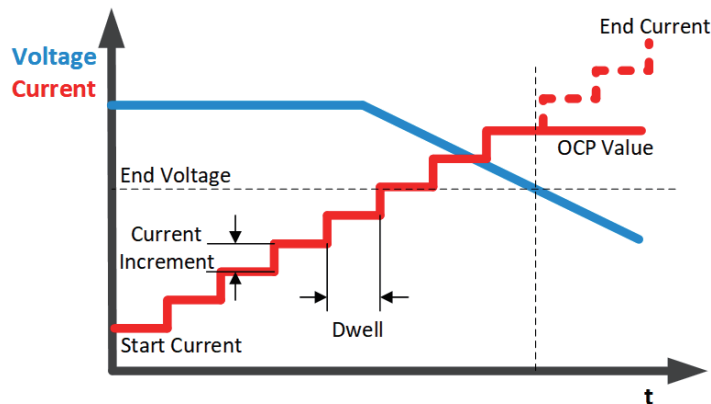 End Current
Voltage
Current
OCP Value
End Voltage
Current
Increment
Dwell
Start Current
t